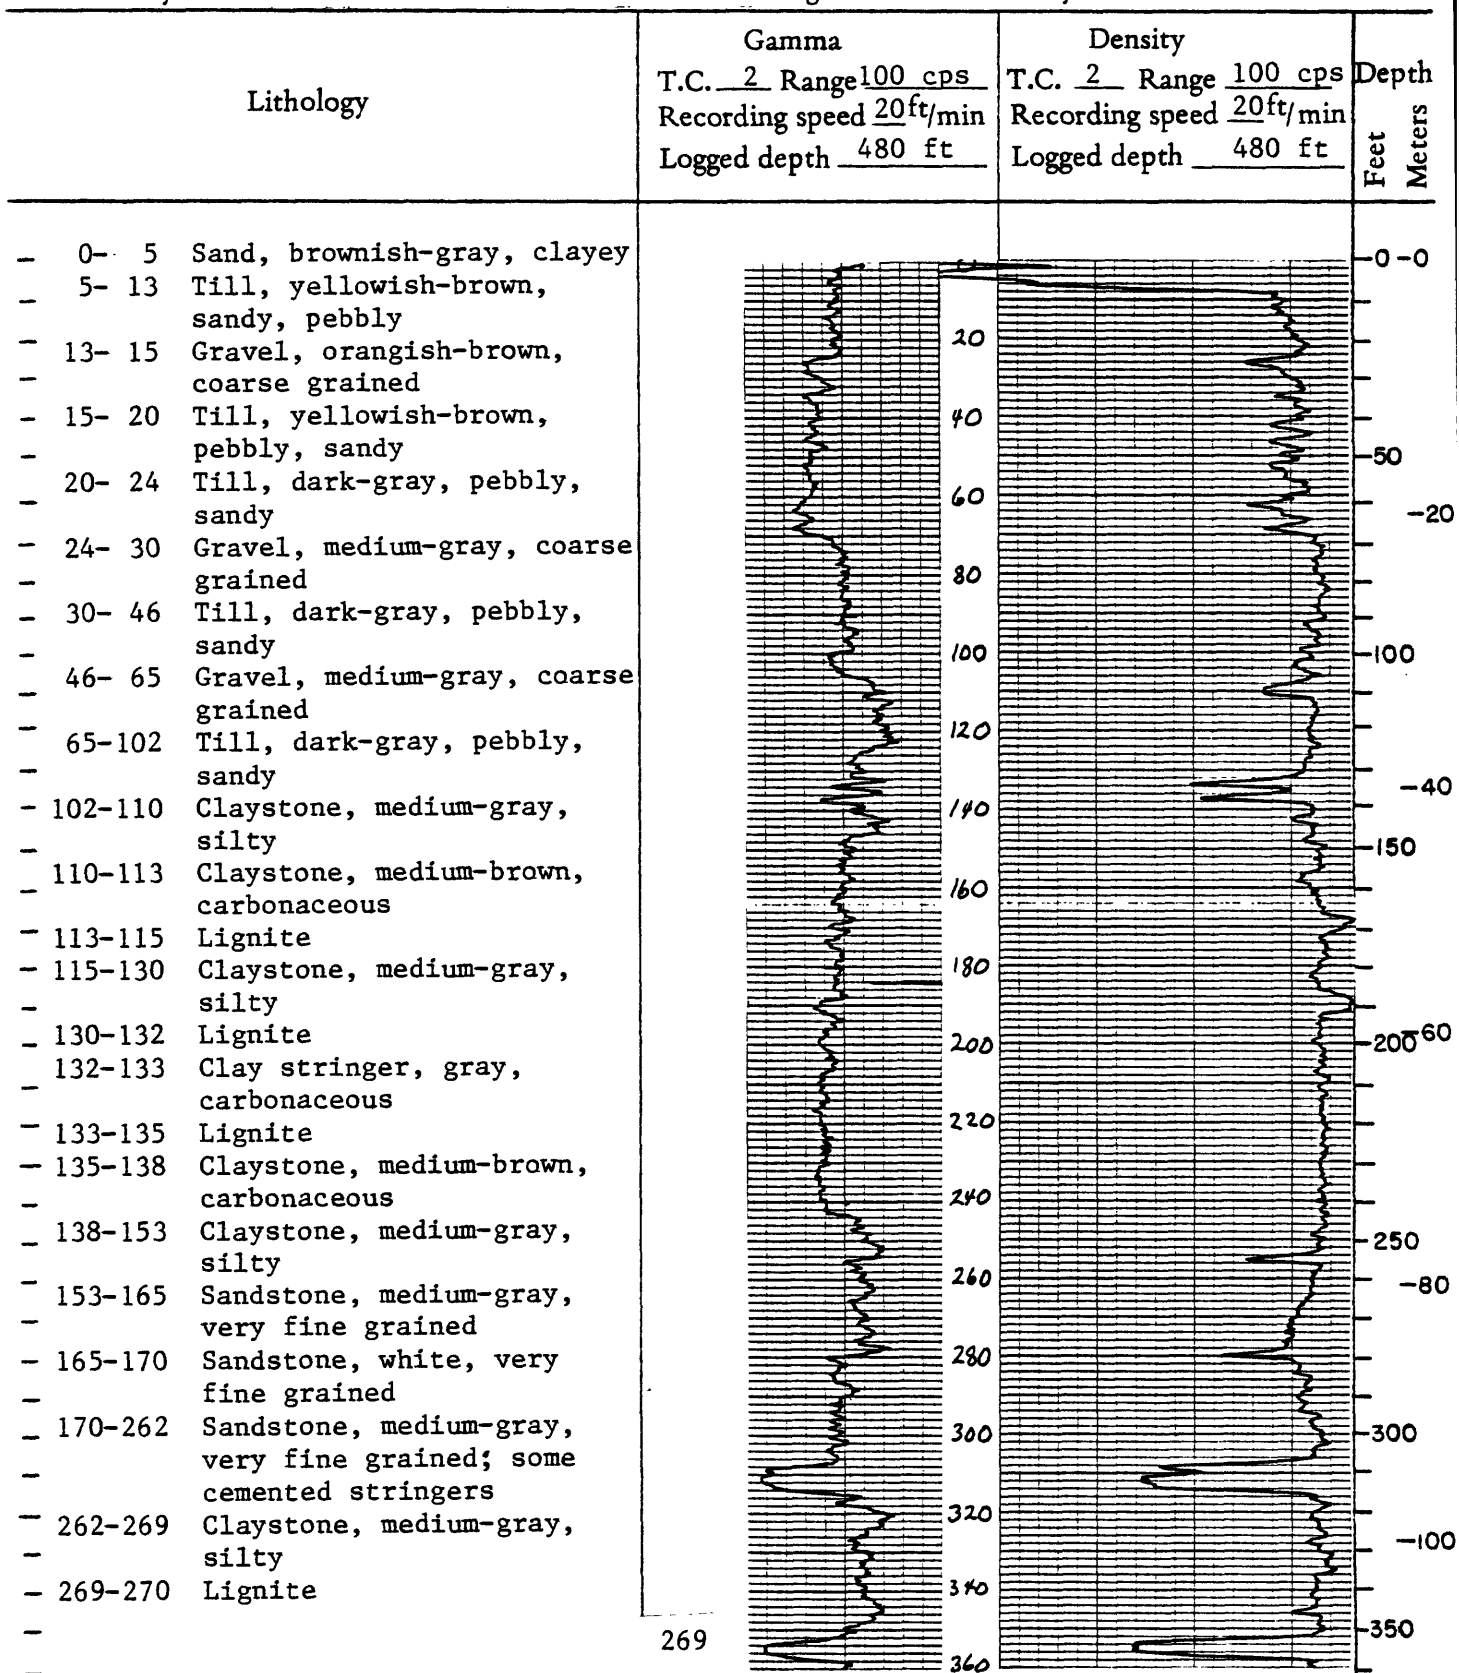 Lithology
Gamma
T.C. 2 Range 100 cps
Recording speed 20 ft/min
Logged depth 480 ft
Density
T.C. 2 Range 100 cps
Recording speed 20 ft/min
Logged depth 480 ft
Depth
Feet
Meters
0- 5 Sand, brownish-gray, clayey
5- 13 Till, yellowish-brown,
sandy, pebbly
13- 15 Gravel, orangish-brown,
coarse grained
15- 20 Till, yellowish-brown,
pebbly, sandy
20- 24 Till, dark-gray, pebbly,
sandy
24- 30 Gravel, medium-gray, coarse
grained
30- 46 Till, dark-gray, pebbly,
sandy
46- 65 Gravel, medium-gray, coarse
grained
65-102 Till, dark-gray, pebbly,
sandy
102-110 Claystone, medium-gray,
silty
110-113 Claystone, medium-brown,
carbonaceous
113-115 Lignite
115-130 Claystone, medium-gray,
silty
130-132 Lignite
132-133 Clay stringer, gray,
carbonaceous
133-135 Lignite
135-138 Claystone, medium-brown,
carbonaceous
138-153 Claystone, medium-gray,
silty
153-165 Sandstone, medium-gray,
very fine grained
165-170 Sandstone, white, very
fine grained
170-262 Sandstone, medium-gray,
very fine grained; some
cemented stringers
262-269 Claystone, medium-gray,
silty
269-270 Lignite
269
20
40
60
80
100
120
140
160
180
200
220
240
260
280
300
320
340
360
0
50
100
150
200
250
300
350
0
20
40
60
80
100